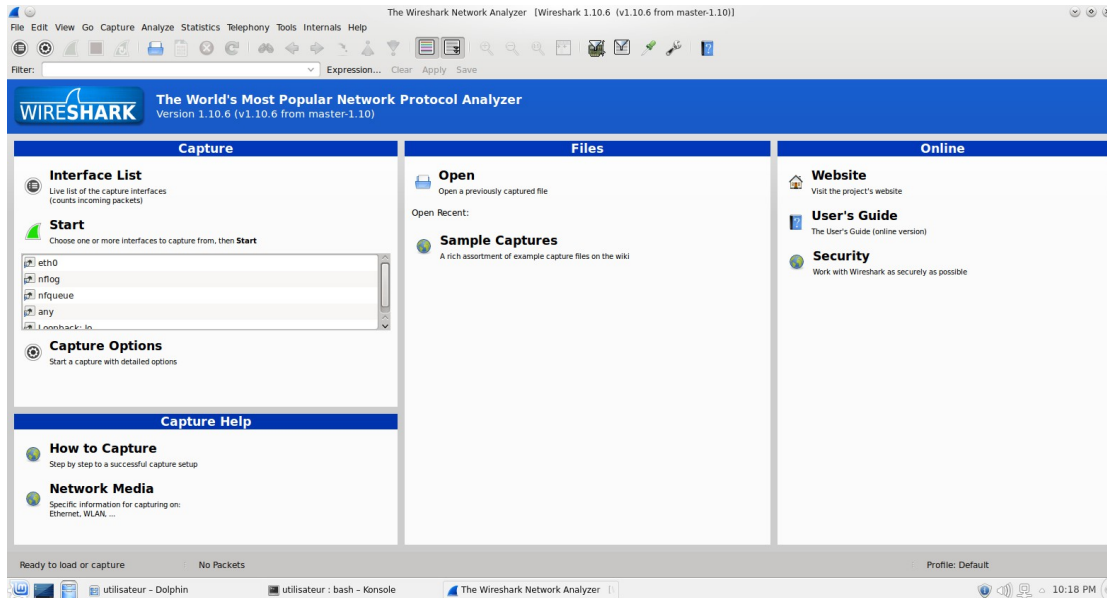 The Wireshark Network Analyzer [Wireshark 1.10.6 (v1.10.6 from master-1.10)]
File Edit View Go Capture Analyze Statistics Telephony Tools Internals Help
Filter: Expression... Clear Apply Save
WIRESHARK
The World's Most Popular Network Protocol Analyzer
Version 1.10.6 (v1.10.6 from master-1.10)
Capture
Interface List
Live list of the capture interfaces
(counts incoming packets)
Start
Choose one or more interfaces to capture from, then Start
eth0
nflog
nfqueue
any
Loopback: lo
Capture Options
Start a capture with detailed options
Capture Help
How to Capture
Step by step to a successful capture setup
Network Media
Specific information for capturing on:
Ethernet, WLAN, ...
Files
Open
Open a previously captured file
Open Recent:
Sample Captures
A rich assortment of example capture files on the wiki
Online
Website
Visit the project's website
User's Guide
The User's Guide (online version)
Security
Work with Wireshark as securely as possible
Ready to load or capture No Packets Profile: Default
utilisateur – Dolphin utilisateur : bash – Konsole The Wireshark Network Analyzer 10:18 PM